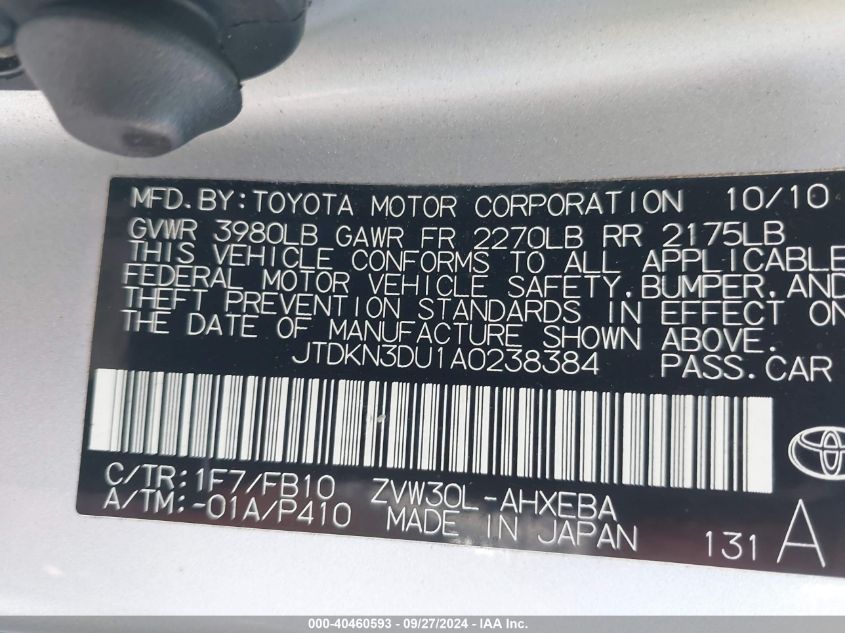 MFD. BY: TOYOTA MOTOR CORPORATION 10/10
GVWR 3980LB GAWR FR 2270LB RR 2175LB
THIS VEHICLE CONFORMS TO ALL APPLICABLE
FEDERAL MOTOR VEHICLE SAFETY, BUMPER, AND
THEFT PREVENTION STANDARDS IN EFFECT ON
THE DATE OF MANUFACTURE SHOWN ABOVE.
JTDKN3DU1A0238384 PASS. CAR
C/TR: 1F7/FB10 ZVW30L-AHXEBA
A/TM: -01A/P410 MADE IN JAPAN 131 A
000-40460593 - 09/27/2024 - IAA Inc.